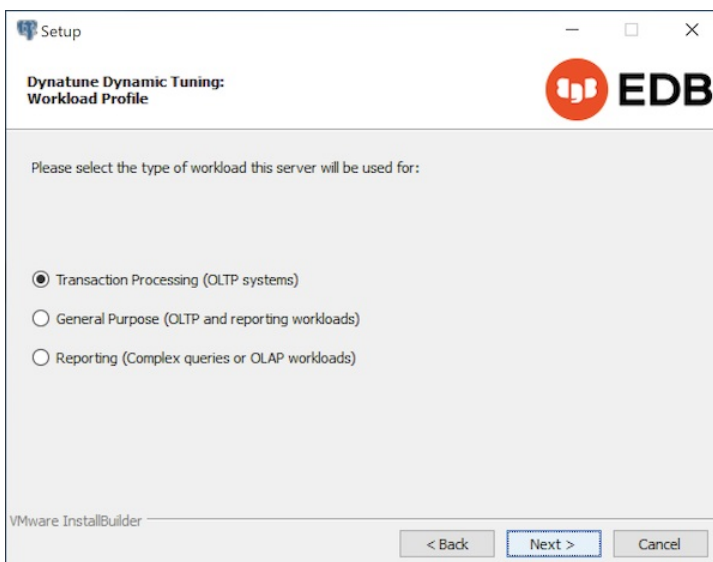 Setup
Dynatune Dynamic Tuning:
Workload Profile
EDB
Please select the type of workload this server will be used for:
Transaction Processing (OLTP systems)
General Purpose (OLTP and reporting workloads)
Reporting (Complex queries or OLAP workloads)
VMware InstallBuilder
< Back Next > Cancel